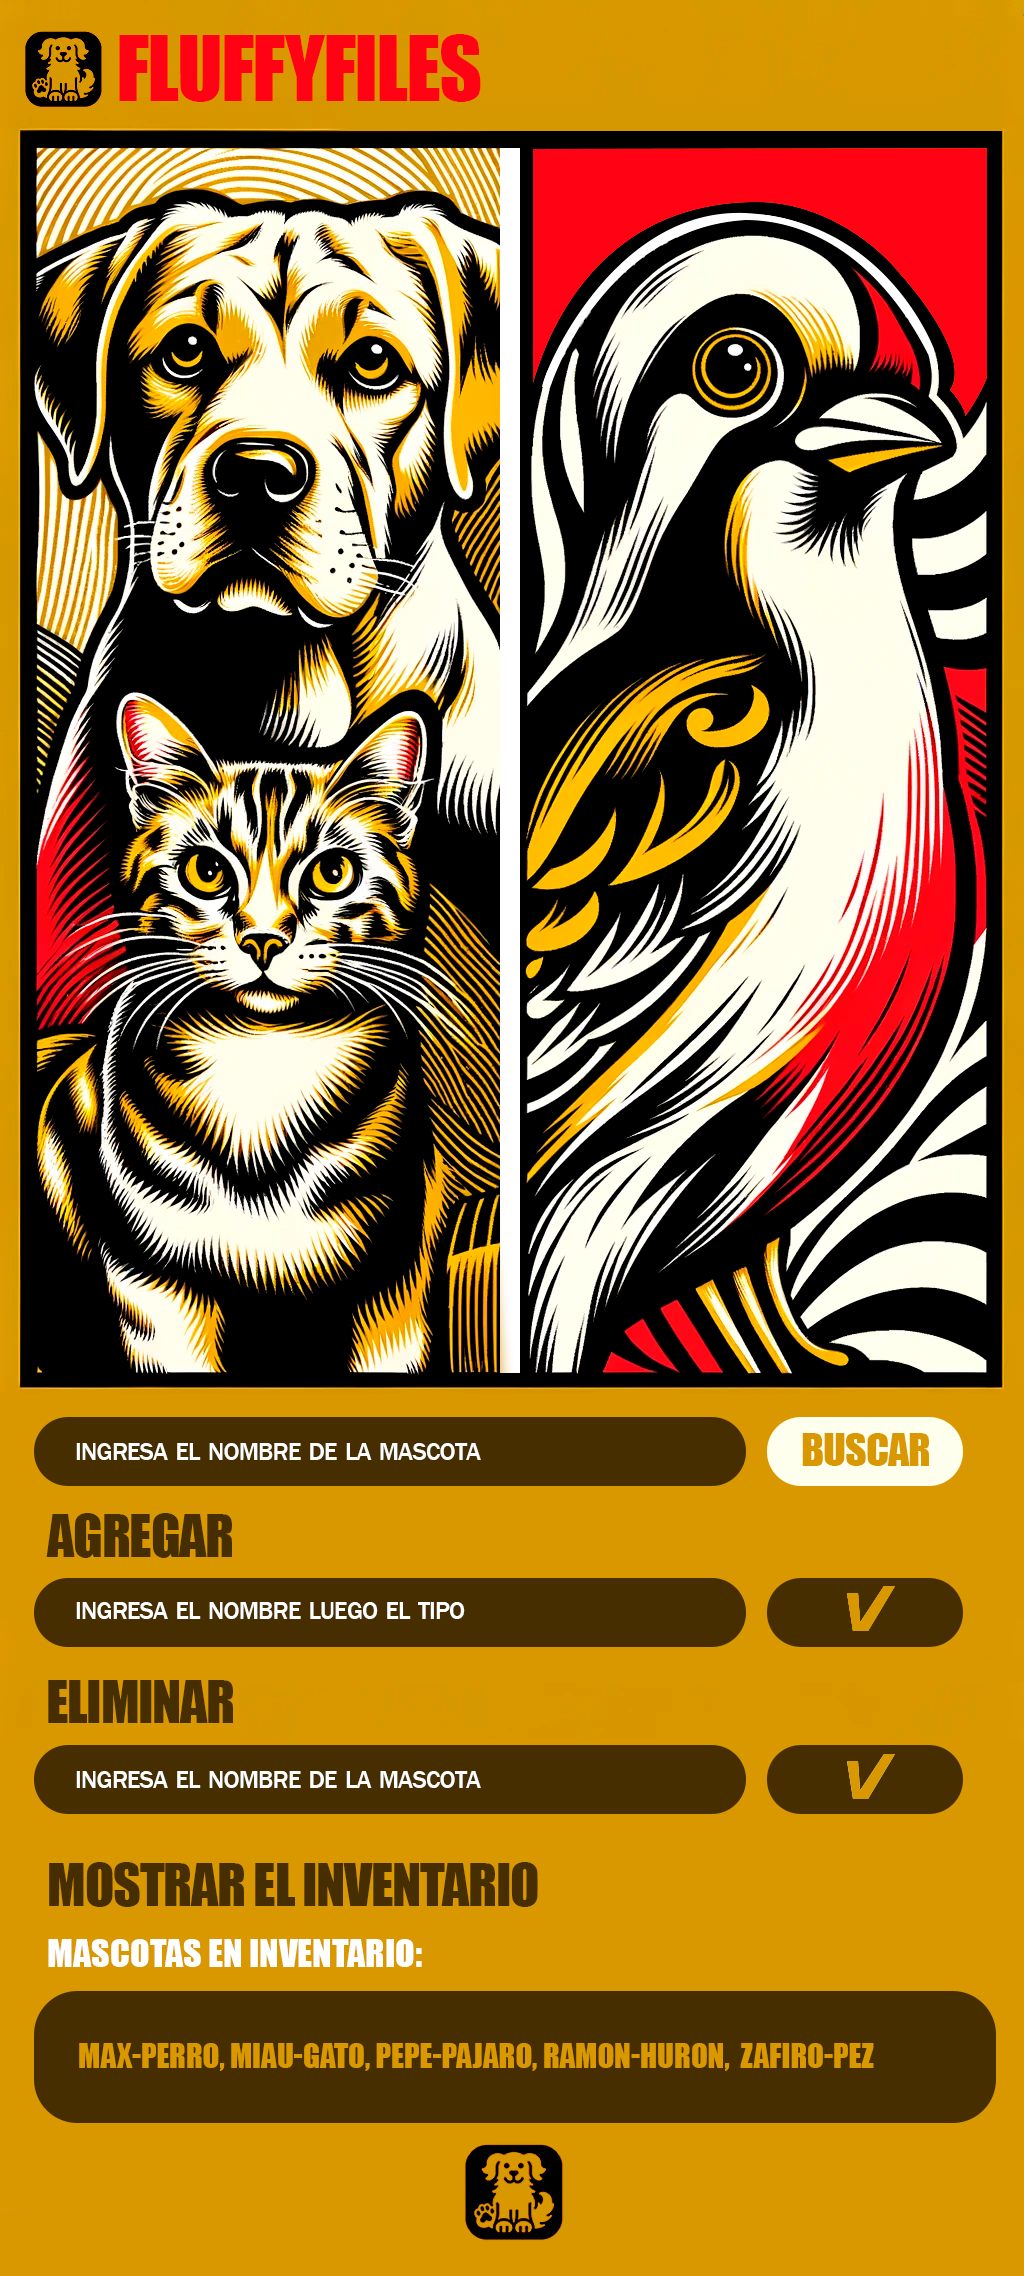 FLUFFYFILES
INGRESA EL NOMBRE DE LA MASCOTA
BUSCAR
AGREGAR
INGRESA EL NOMBRE LUEGO EL TIPO
ELIMINAR
INGRESA EL NOMBRE DE LA MASCOTA
MOSTRAR EL INVENTARIO
MASCOTAS EN INVENTARIO:
MAX-PERRO, MIAU-GATO, PEPE-PAJARO, RAMON-HURON, ZAFIRO-PEZ